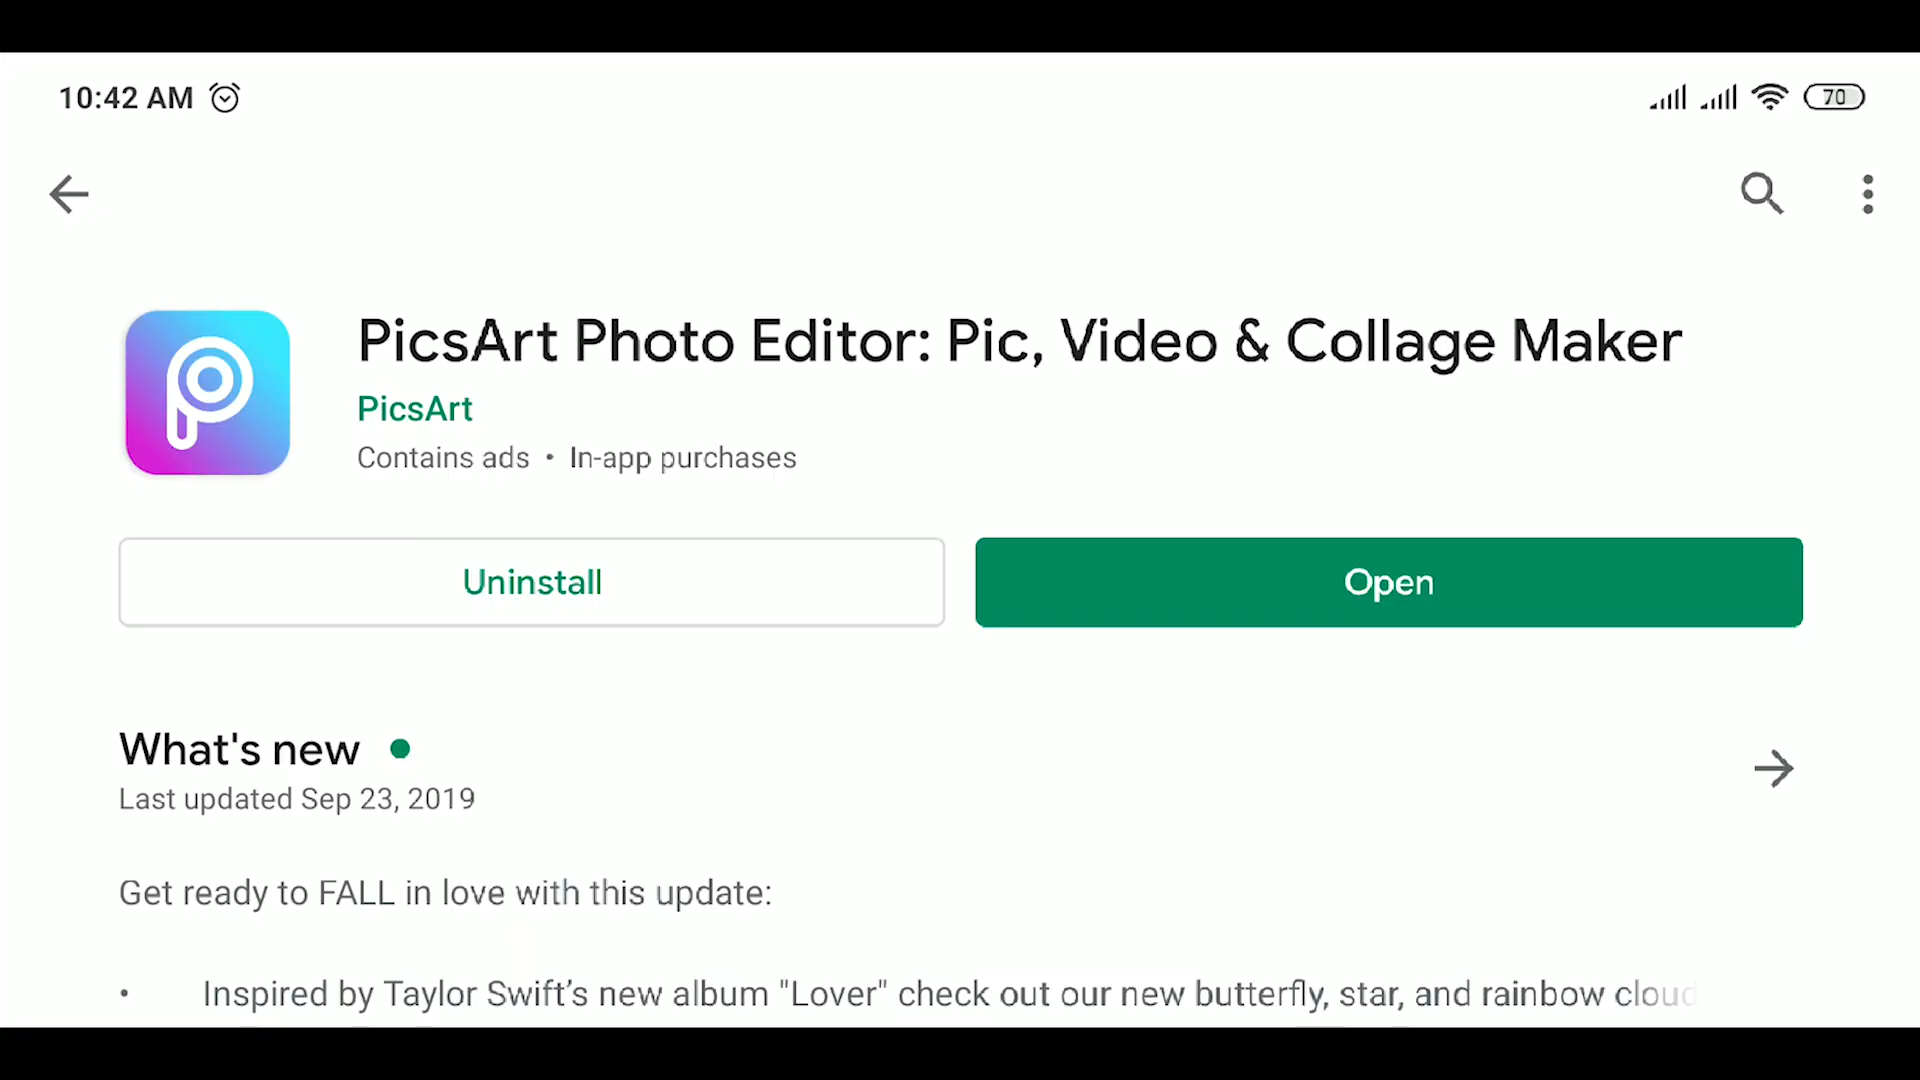 10:42 AM
70
PicsArt Photo Editor: Pic, Video & Collage Maker
PicsArt
Contains ads • In-app purchases
Uninstall
Open
What's new
Last updated Sep 23, 2019
Get ready to FALL in love with this update:
• Inspired by Taylor Swift’s new album "Lover" check out our new butterfly, star, and rainbow cloud